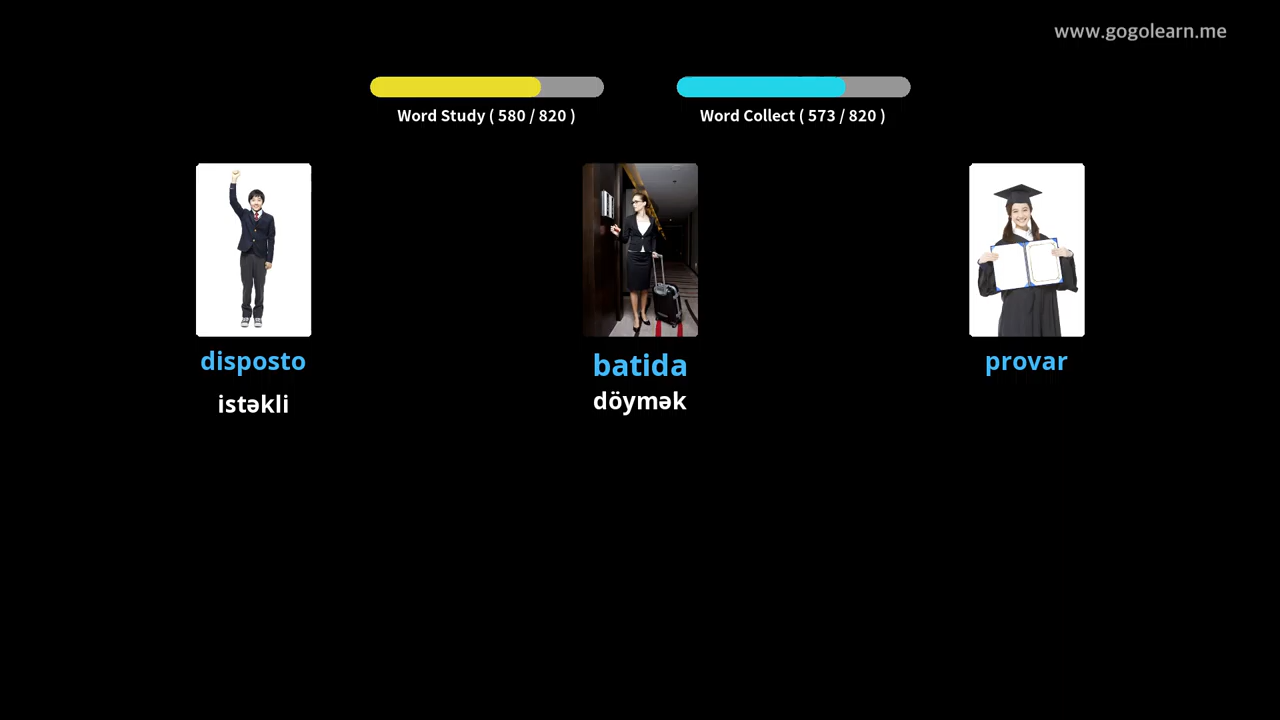 www.gogolearn.me
Word Study ( 580 / 820 )
Word Collect ( 573 / 820 )
disposto
batida
provar
istəkli
döymək